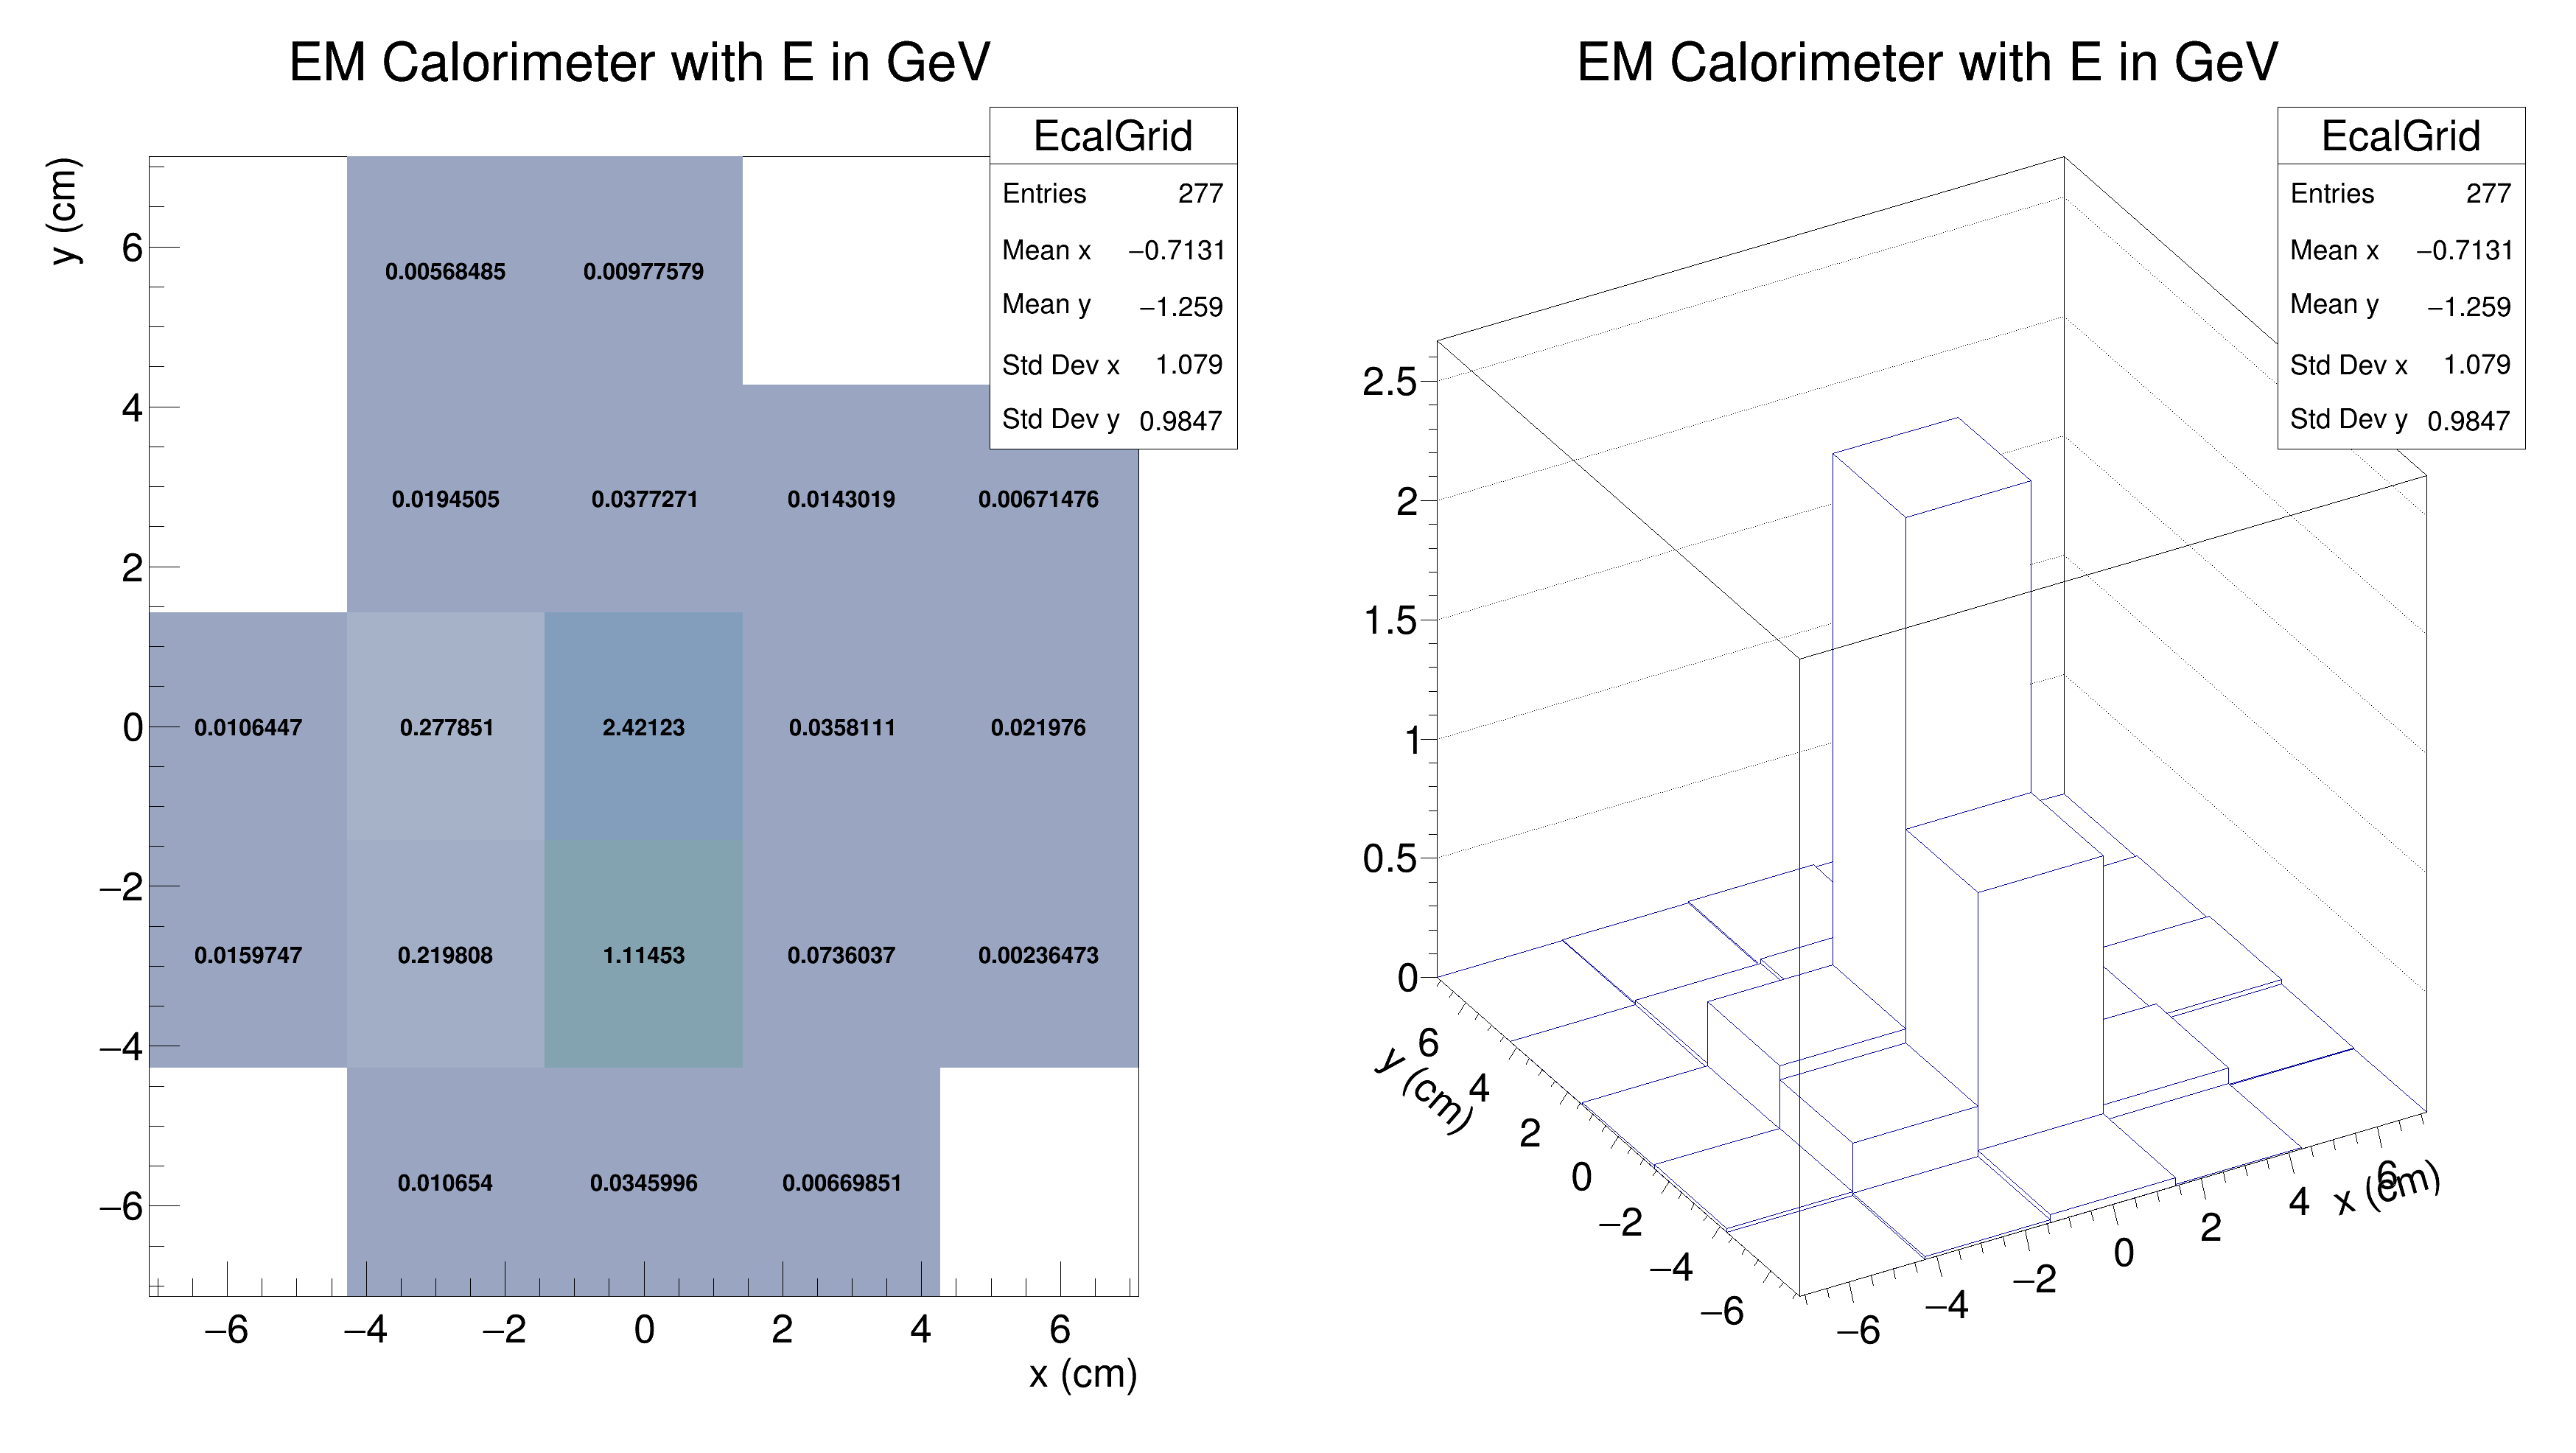 EM Calorimeter with E in GeV
EcalGrid
Entries 277
Mean x −0.7131
Mean y −1.259
Std Dev x 1.079
Std Dev y 0.9847
y (cm)
6
4
2
0
−2
−4
−6
0.00568485 0.00977579
0.0194505 0.0377271 0.0143019 0.00671476
0.0106447 0.277851 2.42123 0.0358111 0.021976
0.0159747 0.219808 1.11453 0.0736037 0.00236473
0.010654 0.0345996 0.00669851
−6 −4 −2 0 2 4 6
x (cm)
EM Calorimeter with E in GeV
EcalGrid
Entries 277
Mean x −0.7131
Mean y −1.259
Std Dev x 1.079
Std Dev y 0.9847
2.5
2
1.5
1
0.5
0
y (cm)
6
4
2
0
−2
−4
−6
−6 −4 −2 0 2 4 6
x (cm)